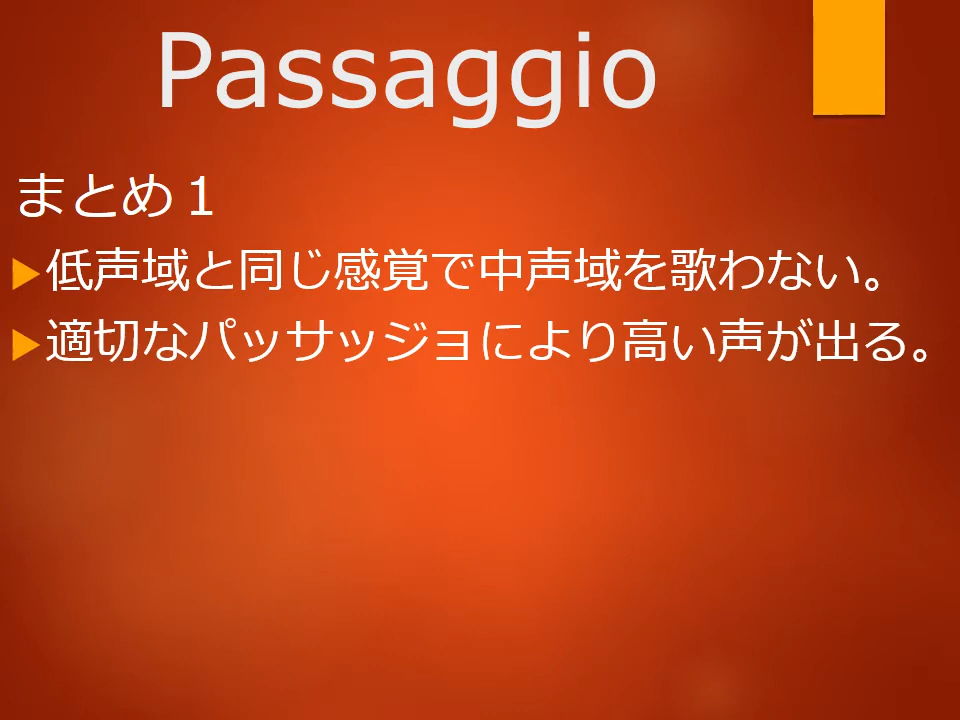 Passaggio
まとめ１
低声域と同じ感覚で中声域を歌わない。
適切なパッサッジョにより高い声が出る。